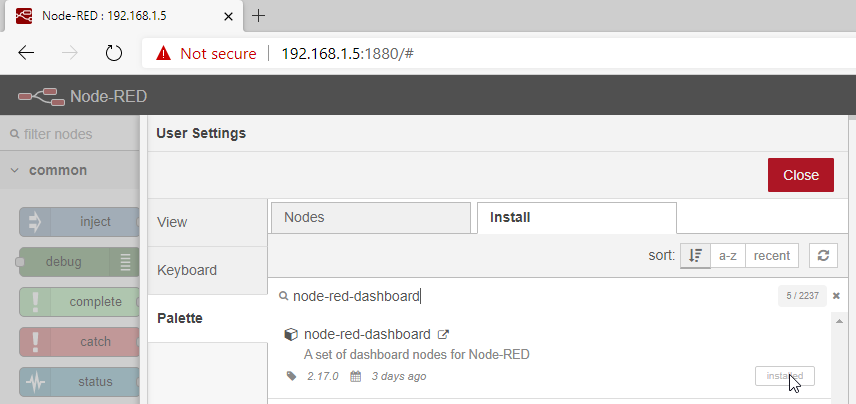 Node-RED : 192.168.1.5
Not secure | 192.168.1.5:1880/#
Node-RED
filter nodes
User Settings
common
Close
View
Nodes
Install
inject
sort:
a-z
recent
debug
Keyboard
node-red-dashboard
5 / 2237
complete
Palette
node-red-dashboard
catch
A set of dashboard nodes for Node-RED
status
2.17.0
3 days ago
installed